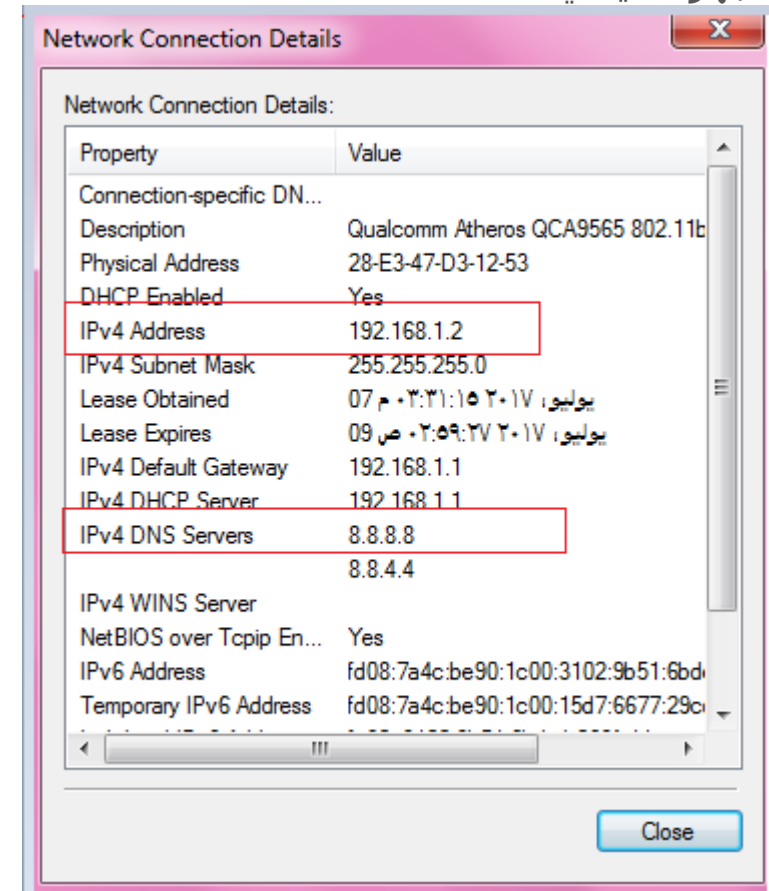 Network Connection Details
Network Connection Details:
Property Value
Connection-specific DN...
Description Qualcomm Atheros QCA9565 802.11b
Physical Address 28-E3-47-D3-12-53
DHCP Enabled Yes
IPv4 Address 192.168.1.2
IPv4 Subnet Mask 255.255.255.0
Lease Obtained 07 يوليو، ٢٠١٧ ٠٣:٣١:١٥ م
Lease Expires 09 يوليو، ٢٠١٧ ٠٢:٥٩:٢٧ ص
IPv4 Default Gateway 192.168.1.1
IPv4 DHCP Server 192.168.1.1
IPv4 DNS Servers 8.8.8.8
8.8.4.4
IPv4 WINS Server
NetBIOS over Tcpip En... Yes
IPv6 Address fd08:7a4c:be90:1c00:3102:9b51:6bd
Temporary IPv6 Address fd08:7a4c:be90:1c00:15d7:6677:29c
Close